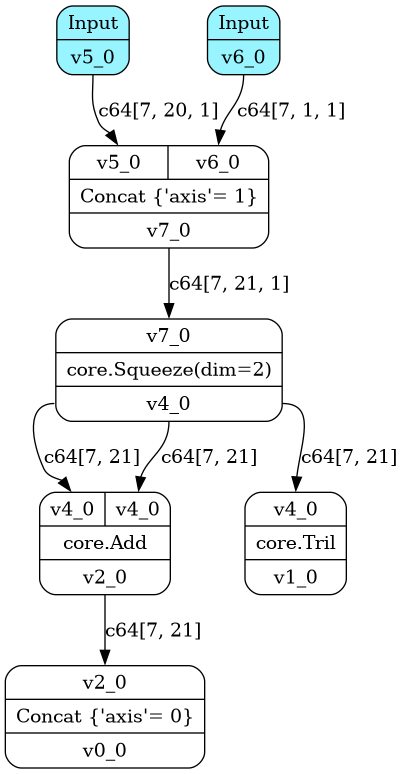 Input
v5_0
Input
v6_0
c64[7, 20, 1]
c64[7, 1, 1]
v5_0
v6_0
Concat {'axis'= 1}
v7_0
c64[7, 21, 1]
v7_0
core.Squeeze(dim=2)
v4_0
c64[7, 21]
c64[7, 21]
c64[7, 21]
v4_0
v4_0
core.Add
v2_0
v4_0
core.Tril
v1_0
c64[7, 21]
v2_0
Concat {'axis'= 0}
v0_0